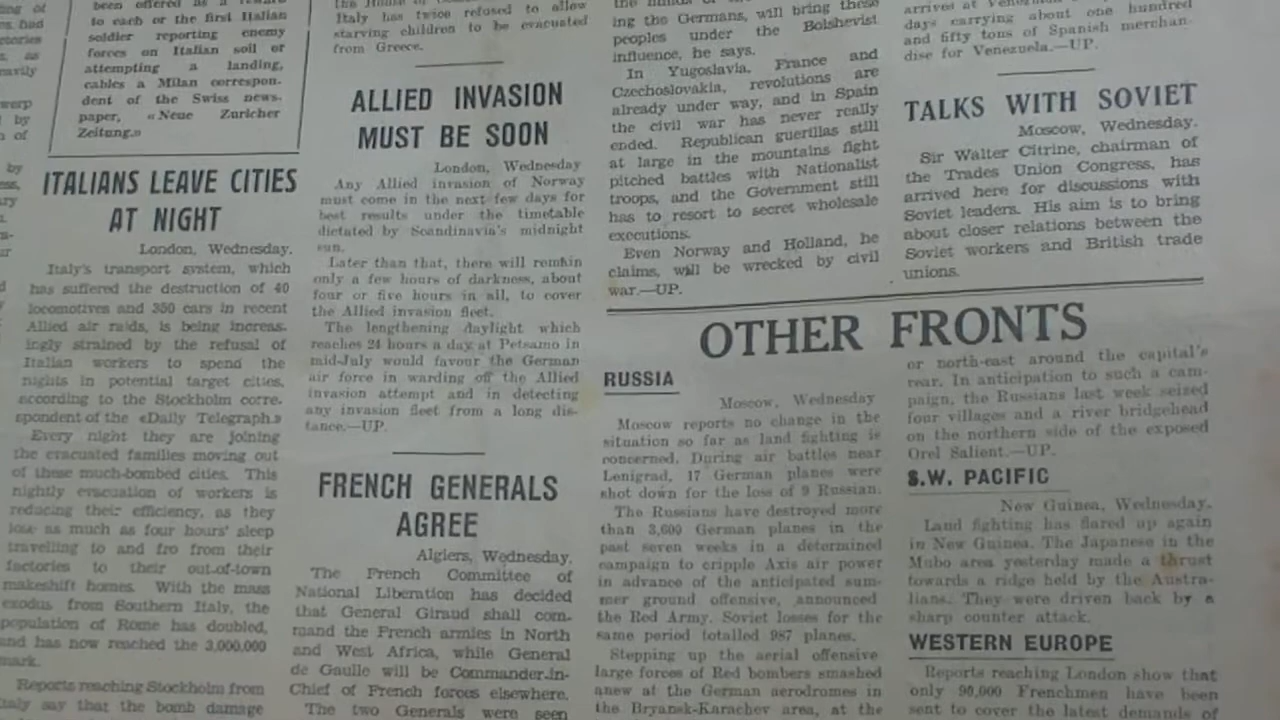 been offered as a reward
to each or the first Italian
soldier reporting enemy
forces on Italian soil or
attempting a landing,
cables a Milan correspon-
dent of the Swiss news-
paper, «Neue Zuricher
Zeitung.»
ITALIANS LEAVE CITIES
AT NIGHT
London, Wednesday.
Italy's transport system, which
has suffered the destruction of 40
locomotives and 350 cars in recent
Allied air raids, is being increas-
ingly strained by the refusal of
Italian workers to spend the
nights in potential target cities,
according to the Stockholm corre-
spondent of the «Daily Telegraph.»
Every night they are joining
the evacuated families moving out
of these much-bombed cities. This
nightly evacuation of workers is
reducing their efficiency, as they
lose as much as four hours' sleep
travelling to and fro from their
factories to their out-of-town
makeshift homes. With the mass
exodus from Southern Italy, the
population of Rome has doubled,
and has now reached the 3,000,000
mark.
Reports reaching Stockholm from
Italy say that the bomb damage
Italy has twice refused to allow
starving children to be evacuated
from Greece.
ALLIED INVASION
MUST BE SOON
London, Wednesday
Any Allied invasion of Norway
must come in the next few days for
best results under the timetable
dictated by Scandinavia's midnight
sun.
Later than that, there will remain
only a few hours of darkness, about
four or five hours in all, to cover
the Allied invasion fleet.
The lengthening daylight which
reaches 24 hours a day at Petsamo in
mid-July would favour the German
air force in warding off the Allied
invasion attempt and in detecting
any invasion fleet from a long dis-
tance.—UP.
FRENCH GENERALS
AGREE
Algiers, Wednesday.
The French Committee of
National Liberation has decided
that General Giraud shall com-
mand the French armies in North
and West Africa, while General
de Gaulle will be Commander-in-
Chief of French forces elsewhere.
The two Generals were seen
ing the Germans, will bring these
peoples under the Bolshevist
influence, he says.
In Yugoslavia, France and
Czechoslovakia, revolutions are
already under way, and in Spain
the civil war has never really
ended. Republican guerillas still
at large in the mountains fight
pitched battles with Nationalist
troops, and the Government still
has to resort to secret wholesale
executions.
Even Norway and Holland, he
claims, will be wrecked by civil
war.—UP.
days carrying about one hundred
and fifty tons of Spanish merchan-
dise for Venezuela.—UP.
TALKS WITH SOVIET
Moscow, Wednesday.
Sir Walter Citrine, chairman of
the Trades Union Congress, has
arrived here for discussions with
Soviet leaders. His aim is to bring
about closer relations between the
Soviet workers and British trade
unions.
OTHER FRONTS
RUSSIA
Moscow, Wednesday
Moscow reports no change in the
situation so far as land fighting is
concerned. During air battles near
Lenigrad, 17 German planes were
shot down for the loss of 9 Russian.
The Russians have destroyed more
than 3,600 German planes in the
past seven weeks in a determined
campaign to cripple Axis air power
in advance of the anticipated sum-
mer ground offensive, announced
the Red Army. Soviet losses for the
same period totalled 987 planes.
Stepping up the aerial offensive
large forces of Red bombers smashed
anew at the German aerodromes in
the Bryansk-Karachev area, at the
or north-east around the capital's
rear. In anticipation to such a cam-
paign, the Russians last week seized
four villages and a river bridgehead
on the northern side of the exposed
Orel Salient.—UP.
S.W. PACIFIC
New Guinea, Wednesday.
Land fighting has flared up again
in New Guinea. The Japanese in the
Mubo area yesterday made a thrust
towards a ridge held by the Austra-
lians. They were driven back by a
sharp counter attack.
WESTERN EUROPE
Reports reaching London show that
only 90,000 Frenchmen have been
sent to cover the latest demands of